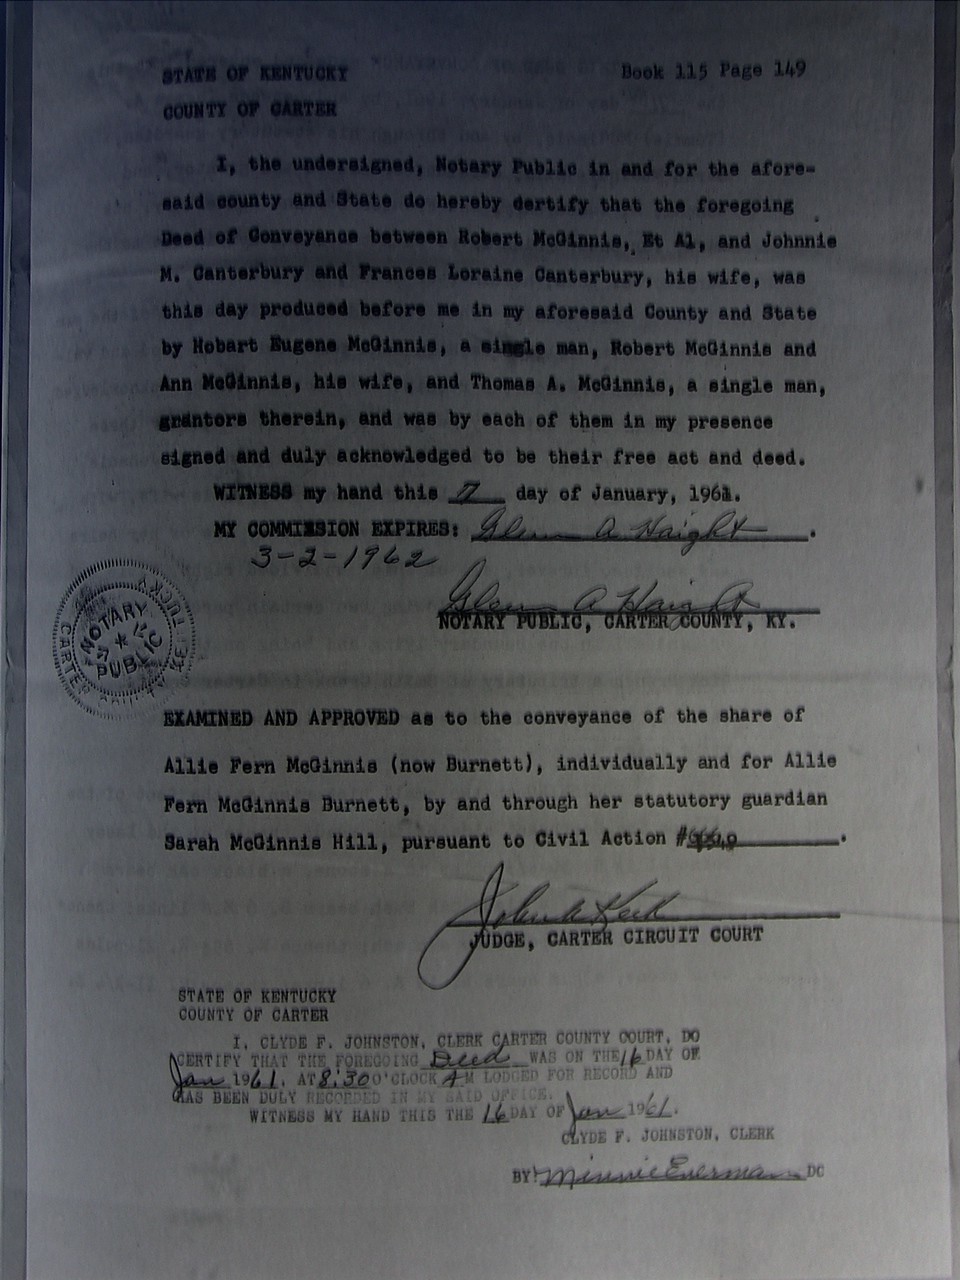 STATE OF KENTUCKY Book 115 Page 149
COUNTY OF CARTER
I, the undersigned, Notary Public in and for the afore-
said county and State do hereby dertify that the foregoing
Deed of Conveyance between Robert McGinnis, Et Al, and Johnnie
M. Canterbury and Frances Loraine Canterbury, his wife, was
this day produced before me in my aforesaid County and State
by Hobart Eugene McGinnis, a single man, Robert McGinnis and
Ann McGinnis, his wife, and Thomas A. McGinnis, a single man,
grantors therein, and was by each of them in my presence
signed and duly acknowledged to be their free act and deed.
WITNESS my hand this 7 day of January, 1961.
MY COMMISSION EXPIRES: Glenn A Haight.
3-2-1962
Glenn A Haight
NOTARY PUBLIC, CARTER COUNTY, KY.
NOTARY PUBLIC
EXAMINED AND APPROVED as to the conveyance of the share of
Allie Fern McGinnis (now Burnett), individually and for Allie
Fern McGinnis Burnett, by and through her statutory guardian
Sarah McGinnis Hill, pursuant to Civil Action #
JUDGE, CARTER CIRCUIT COURT
STATE OF KENTUCKY
COUNTY OF CARTER
I, CLYDE F. JOHNSTON, CLERK CARTER COUNTY COURT, DO
CERTIFY THAT THE FOREGOING Deed WAS ON THE 16 DAY OF
Jan 1961. AT 8:30 O'CLOCK AM LODGED FOR RECORD AND
HAS BEEN DULY RECORDED IN MY SAID OFFICE.
WITNESS MY HAND THIS THE 16 DAY OF Jan 1961.
CLYDE F. JOHNSTON, CLERK
BY: Minnie Everman DC